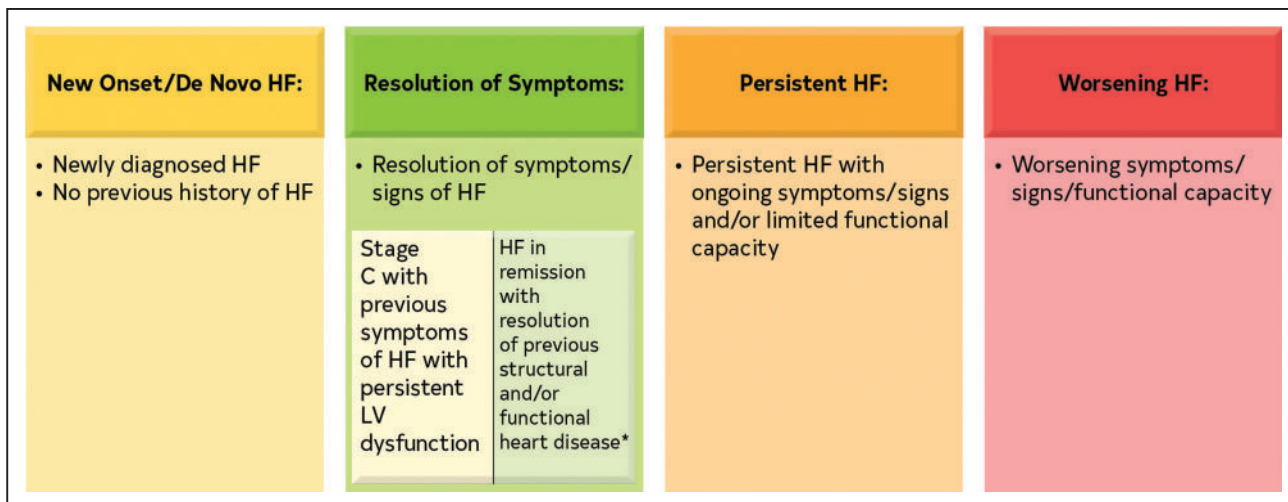 New Onset/De Novo HF:
• Newly diagnosed HF
• No previous history of HF
Resolution of Symptoms:
• Resolution of symptoms/
signs of HF
Stage
C with
previous
symptoms
of HF with
persistent
LV
dysfunction
HF in
remission
with
resolution
of previous
structural
and/or
functional
heart disease*
Persistent HF:
• Persistent HF with
ongoing symptoms/signs
and/or limited functional
capacity
Worsening HF:
• Worsening symptoms/
signs/functional capacity